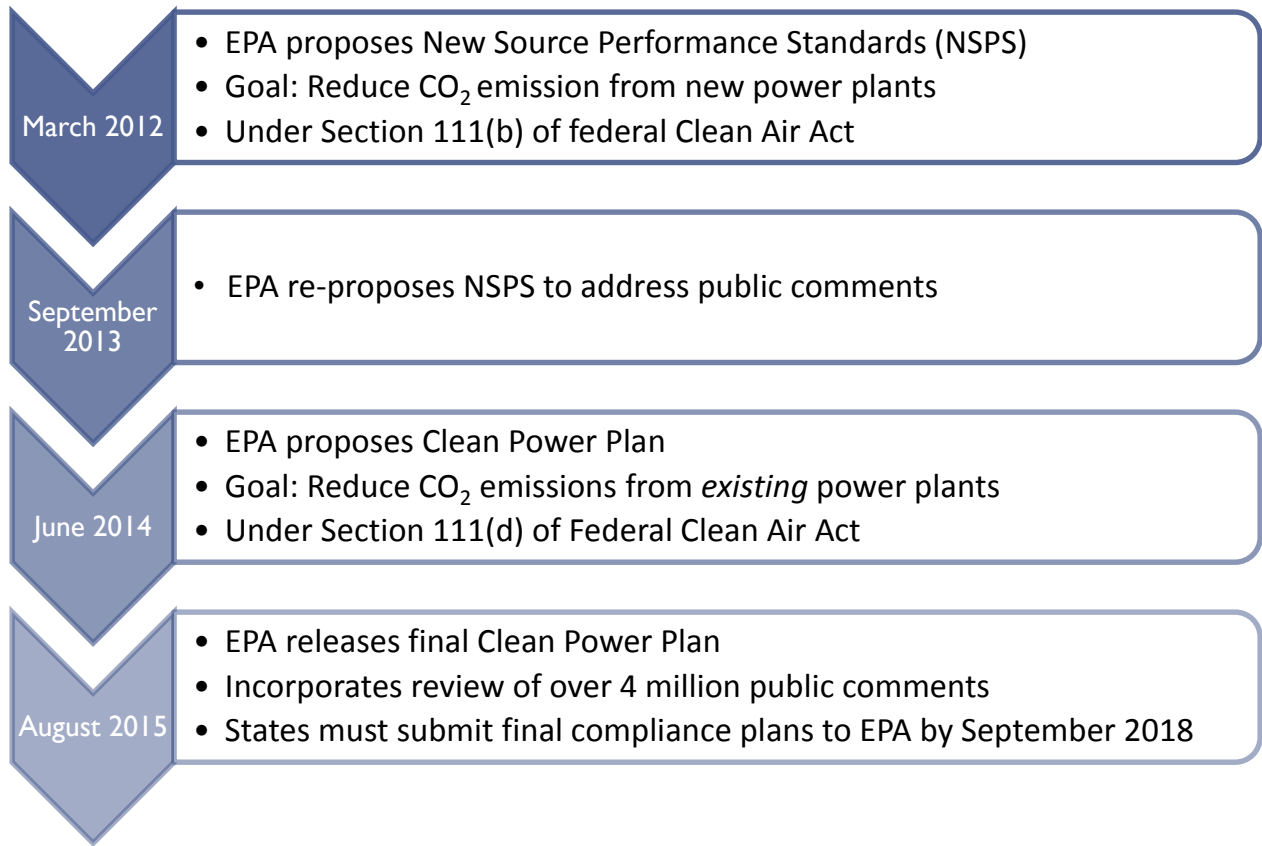 March 2012
• EPA proposes New Source Performance Standards (NSPS)
• Goal: Reduce CO₂ emission from new power plants
• Under Section 111(b) of federal Clean Air Act
September
2013
• EPA re-proposes NSPS to address public comments
June 2014
• EPA proposes Clean Power Plan
• Goal: Reduce CO₂ emissions from existing power plants
• Under Section 111(d) of Federal Clean Air Act
August 2015
• EPA releases final Clean Power Plan
• Incorporates review of over 4 million public comments
• States must submit final compliance plans to EPA by September 2018